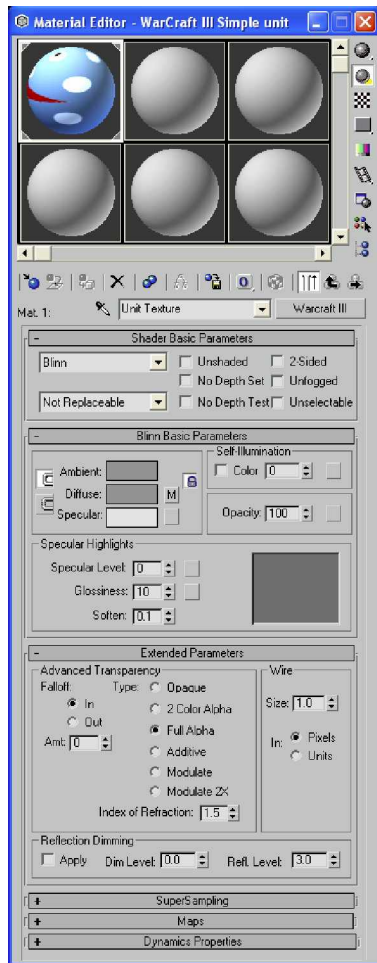 Material Editor - WarCraft III Simple unit
Mat. 1: Unit Texture Warcraft III
- Shader Basic Parameters
Blinn Unshaded 2-Sided
No Depth Set Unfogged
Not Replaceable No Depth Test Unselectable
- Blinn Basic Parameters
Self-Illumination
Ambient: Color 0
Diffuse: M
Specular: Opacity: 100
Specular Highlights
Specular Level: 0
Glossiness: 10
Soften: 0.1
- Extended Parameters
Advanced Transparency Wire
Falloff: Type: Opaque
In 2 Color Alpha Size: 1.0
Out Full Alpha In: Pixels
Amt: 0 Additive Units
Modulate
Modulate 2X
Index of Refraction: 1.5
Reflection Dimming
Apply Dim Level: 0.0 Refl. Level: 3.0
+ SuperSampling
+ Maps
+ Dynamics Properties